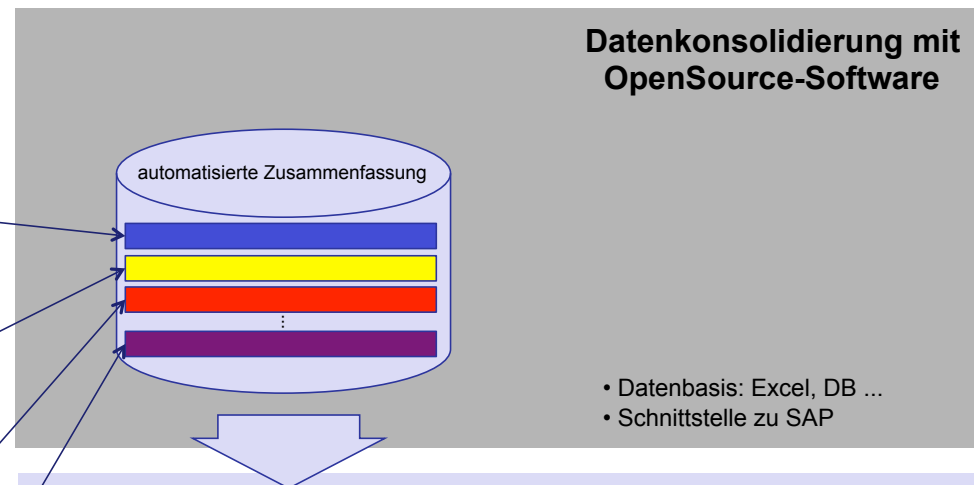 Datenkonsolidierung mit
OpenSource-Software
automatisierte Zusammenfassung
...
• Datenbasis: Excel, DB ...
• Schnittstelle zu SAP